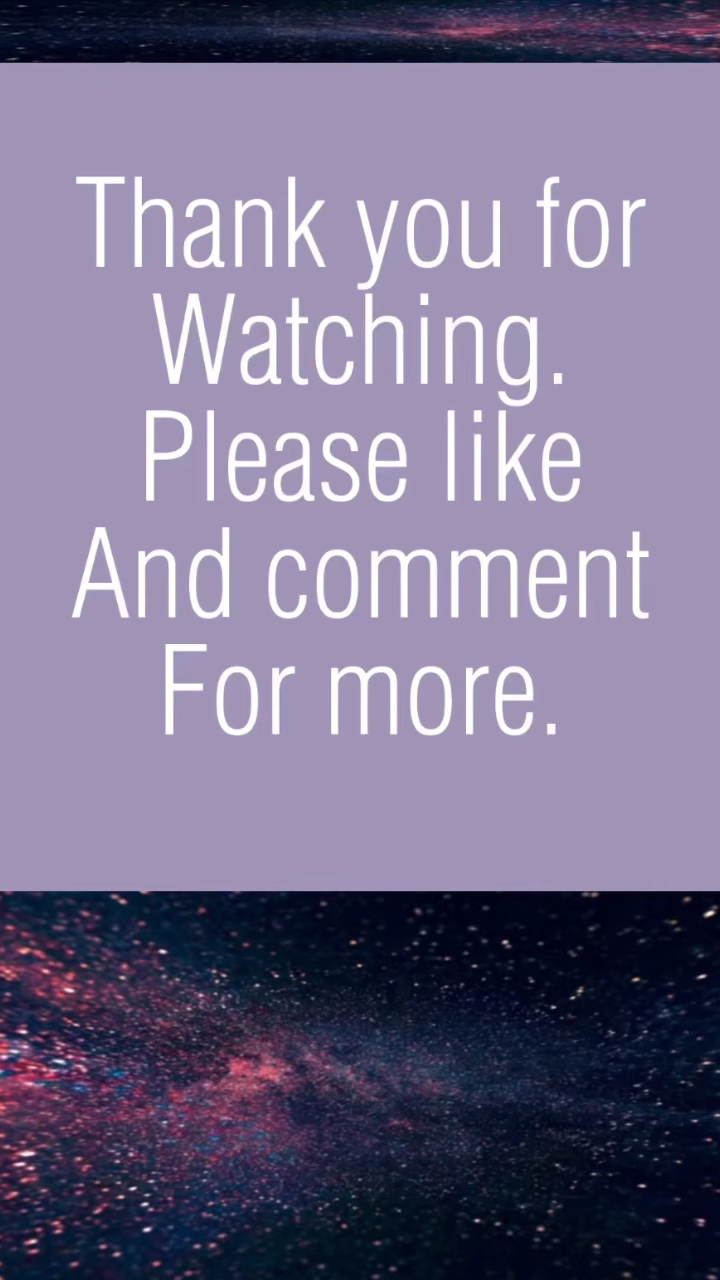 Thank you for
Watching.
Please like
And comment
For more.